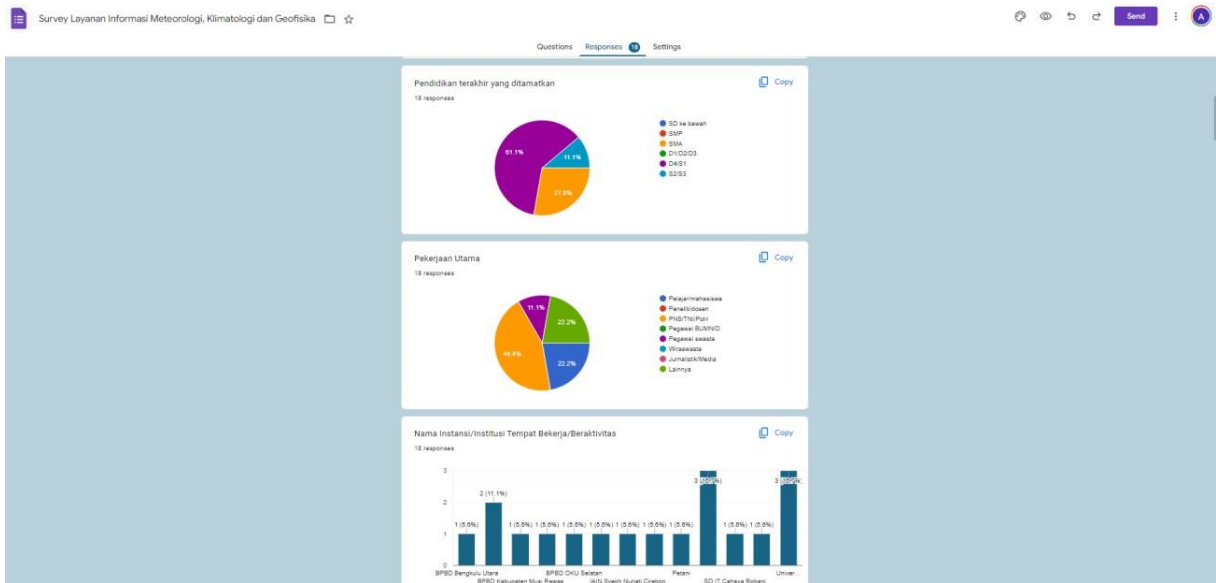 Survey Layanan Informasi Meteorologi, Klimatologi dan Geofisika
Send
A
Questions Responses 18 Settings
Pendidikan terakhir yang ditamatkan
Copy
18 responses
61.1%
11.1%
27.8%
SD ke bawah
SMP
SMA
D1/D2/D3
D4/S1
S2/S3
Pekerjaan Utama
Copy
18 responses
11.1%
22.2%
44.4%
22.2%
Pelajar/mahasiswa
Peneliti/dosen
PNS/TNI/Polri
Pegawai BUMN/D
Pegawai swasta
Wiraswasta
Jurnalistik/Media
Lainnya
Nama Instansi/Institusi Tempat Bekerja/Beraktivitas
Copy
18 responses
3
2
1
0
1 (5.6%)
2 (11.1%)
1 (5.6%) 1 (5.6%) 1 (5.6%) 1 (5.6%) 1 (5.6%) 1 (5.6%) 1 (5.6%)
1 (5.6%) 1 (5.6%)
BPBD Bengkulu Utara
BPBD OKU Selatan
Petani
Univer...
BPBD Kabupaten Musi Rawas
IAIN Syekh Nurjati Cirebon
SD IT Cahaya Robani